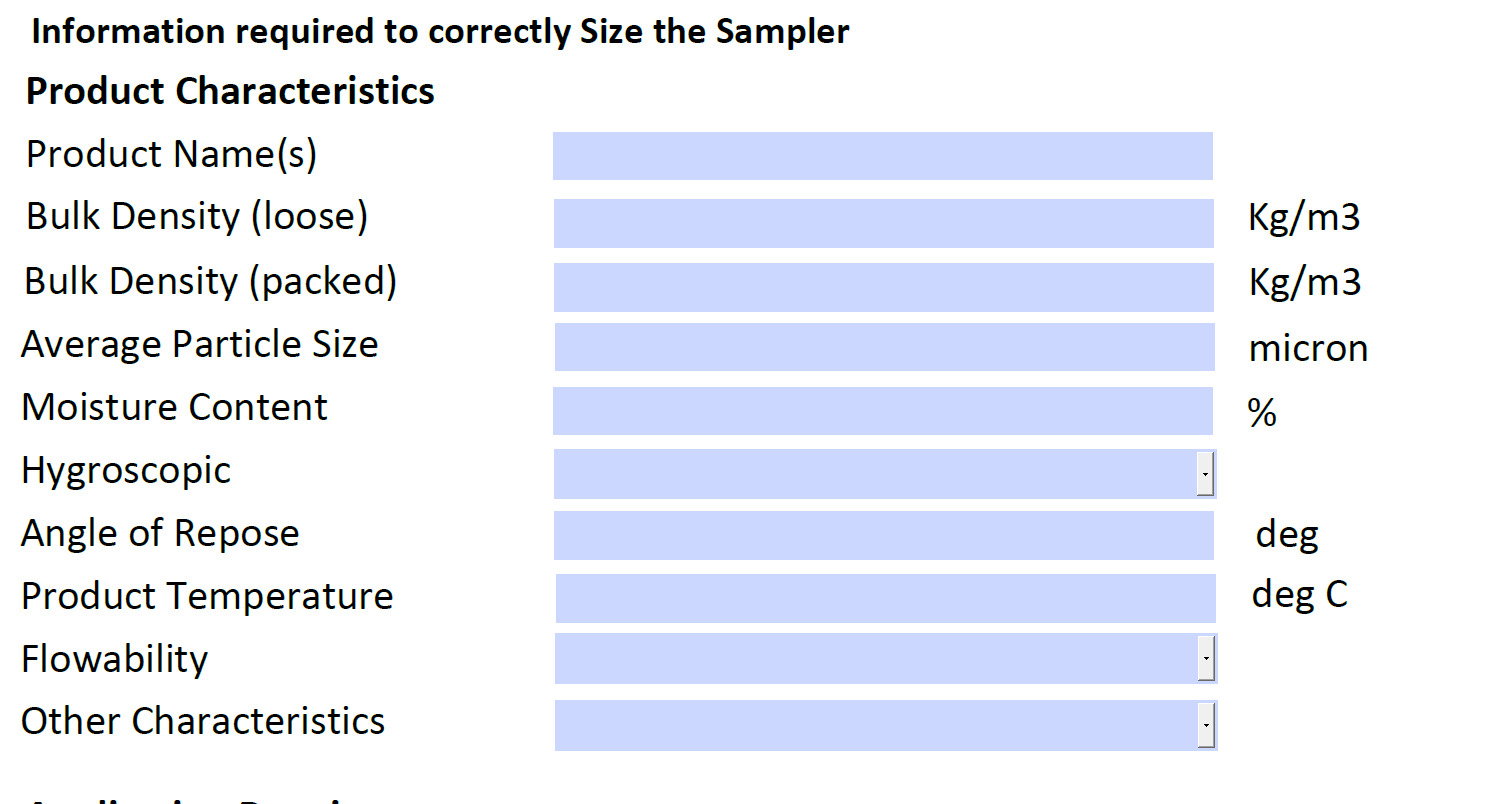 Information required to correctly Size the Sampler
Product Characteristics
Product Name(s)
Bulk Density (loose) Kg/m3
Bulk Density (packed) Kg/m3
Average Particle Size micron
Moisture Content %
Hygroscopic
Angle of Repose deg
Product Temperature deg C
Flowability
Other Characteristics